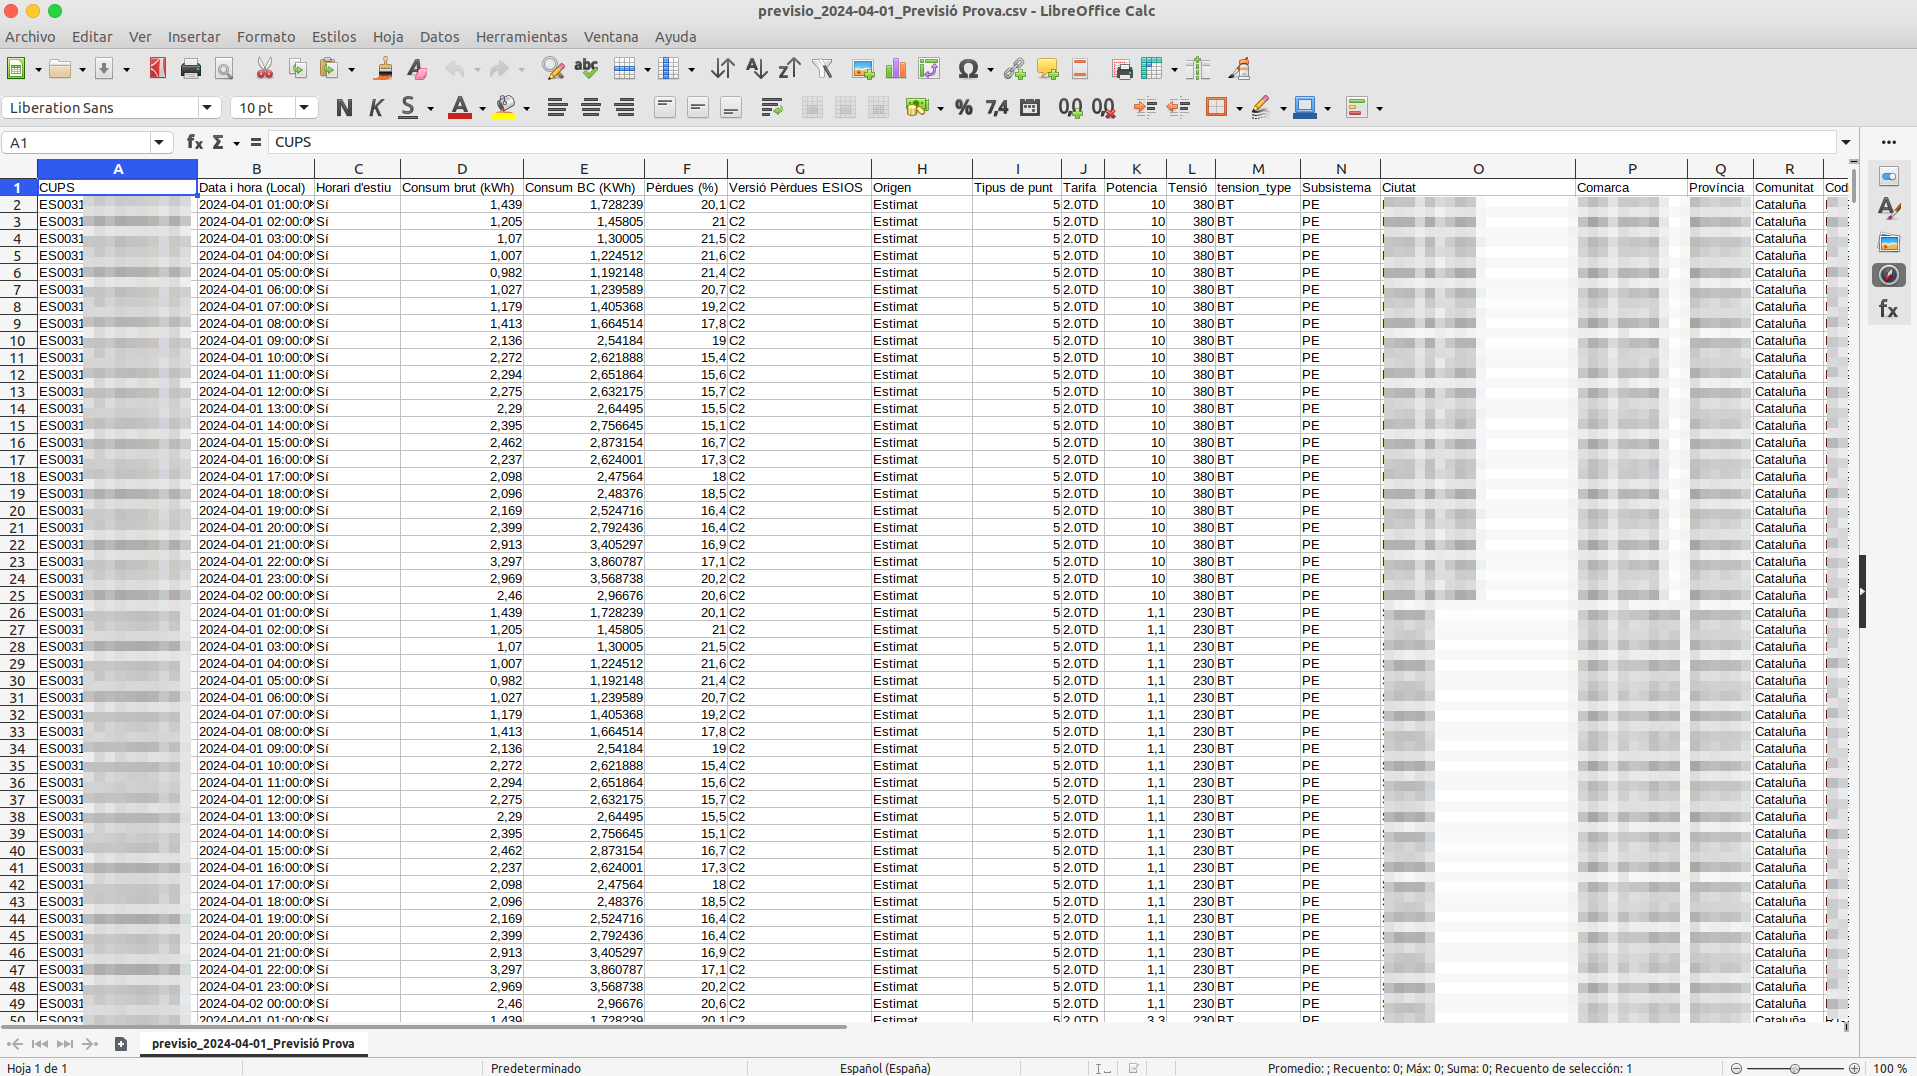 previsio_2024-04-01_Previsió Prova.csv - LibreOffice Calc
Archivo Editar Ver Insertar Formato Estilos Hoja Datos Herramientas Ventana Ayuda
Liberation Sans 10 pt N K S A % 7,4 0,0 0,0
A1 fx Σ = CUPS
A B C D E F G H I J K L M N O P Q R
1 CUPS Data i hora (Local) Horari d'estiu Consum brut (kWh) Consum BC (KWh) Pèrdues (%) Versió Pèrdues ESIOS Origen Tipus de punt Tarifa Potencia Tensió tension_type Subsistema Ciutat Comarca Província Comunitat Cod
2 ES0031 2024-04-01 01:00:0 Sí 1,439 1,728239 20,1 C2 Estimat 5 2.0TD 10 380 BT PE Cataluña
3 ES0031 2024-04-01 02:00:0 Sí 1,205 1,45805 21 C2 Estimat 5 2.0TD 10 380 BT PE Cataluña
4 ES0031 2024-04-01 03:00:0 Sí 1,07 1,30005 21,5 C2 Estimat 5 2.0TD 10 380 BT PE Cataluña
5 ES0031 2024-04-01 04:00:0 Sí 1,007 1,224512 21,6 C2 Estimat 5 2.0TD 10 380 BT PE Cataluña
6 ES0031 2024-04-01 05:00:0 Sí 0,982 1,192148 21,4 C2 Estimat 5 2.0TD 10 380 BT PE Cataluña
7 ES0031 2024-04-01 06:00:0 Sí 1,027 1,239589 20,7 C2 Estimat 5 2.0TD 10 380 BT PE Cataluña
8 ES0031 2024-04-01 07:00:0 Sí 1,179 1,405368 19,2 C2 Estimat 5 2.0TD 10 380 BT PE Cataluña
9 ES0031 2024-04-01 08:00:0 Sí 1,413 1,664514 17,8 C2 Estimat 5 2.0TD 10 380 BT PE Cataluña
10 ES0031 2024-04-01 09:00:0 Sí 2,136 2,54184 19 C2 Estimat 5 2.0TD 10 380 BT PE Cataluña
11 ES0031 2024-04-01 10:00:0 Sí 2,272 2,621888 15,4 C2 Estimat 5 2.0TD 10 380 BT PE Cataluña
12 ES0031 2024-04-01 11:00:0 Sí 2,294 2,651864 15,6 C2 Estimat 5 2.0TD 10 380 BT PE Cataluña
13 ES0031 2024-04-01 12:00:0 Sí 2,275 2,632175 15,7 C2 Estimat 5 2.0TD 10 380 BT PE Cataluña
14 ES0031 2024-04-01 13:00:0 Sí 2,29 2,64495 15,5 C2 Estimat 5 2.0TD 10 380 BT PE Cataluña
15 ES0031 2024-04-01 14:00:0 Sí 2,395 2,756645 15,1 C2 Estimat 5 2.0TD 10 380 BT PE Cataluña
16 ES0031 2024-04-01 15:00:0 Sí 2,462 2,873154 16,7 C2 Estimat 5 2.0TD 10 380 BT PE Cataluña
17 ES0031 2024-04-01 16:00:0 Sí 2,237 2,624001 17,3 C2 Estimat 5 2.0TD 10 380 BT PE Cataluña
18 ES0031 2024-04-01 17:00:0 Sí 2,098 2,47564 18 C2 Estimat 5 2.0TD 10 380 BT PE Cataluña
19 ES0031 2024-04-01 18:00:0 Sí 2,096 2,48376 18,5 C2 Estimat 5 2.0TD 10 380 BT PE Cataluña
20 ES0031 2024-04-01 19:00:0 Sí 2,169 2,524716 16,4 C2 Estimat 5 2.0TD 10 380 BT PE Cataluña
21 ES0031 2024-04-01 20:00:0 Sí 2,399 2,792436 16,4 C2 Estimat 5 2.0TD 10 380 BT PE Cataluña
22 ES0031 2024-04-01 21:00:0 Sí 2,913 3,405297 16,9 C2 Estimat 5 2.0TD 10 380 BT PE Cataluña
23 ES0031 2024-04-01 22:00:0 Sí 3,297 3,860787 17,1 C2 Estimat 5 2.0TD 10 380 BT PE Cataluña
24 ES0031 2024-04-01 23:00:0 Sí 2,969 3,568738 20,2 C2 Estimat 5 2.0TD 10 380 BT PE Cataluña
25 ES0031 2024-04-02 00:00:0 Sí 2,46 2,96676 20,6 C2 Estimat 5 2.0TD 10 380 BT PE Cataluña
26 ES0031 2024-04-01 01:00:0 Sí 1,439 1,728239 20,1 C2 Estimat 5 2.0TD 1,1 230 BT PE Cataluña
27 ES0031 2024-04-01 02:00:0 Sí 1,205 1,45805 21 C2 Estimat 5 2.0TD 1,1 230 BT PE Cataluña
28 ES0031 2024-04-01 03:00:0 Sí 1,07 1,30005 21,5 C2 Estimat 5 2.0TD 1,1 230 BT PE Cataluña
29 ES0031 2024-04-01 04:00:0 Sí 1,007 1,224512 21,6 C2 Estimat 5 2.0TD 1,1 230 BT PE Cataluña
30 ES0031 2024-04-01 05:00:0 Sí 0,982 1,192148 21,4 C2 Estimat 5 2.0TD 1,1 230 BT PE Cataluña
31 ES0031 2024-04-01 06:00:0 Sí 1,027 1,239589 20,7 C2 Estimat 5 2.0TD 1,1 230 BT PE Cataluña
32 ES0031 2024-04-01 07:00:0 Sí 1,179 1,405368 19,2 C2 Estimat 5 2.0TD 1,1 230 BT PE Cataluña
33 ES0031 2024-04-01 08:00:0 Sí 1,413 1,664514 17,8 C2 Estimat 5 2.0TD 1,1 230 BT PE Cataluña
34 ES0031 2024-04-01 09:00:0 Sí 2,136 2,54184 19 C2 Estimat 5 2.0TD 1,1 230 BT PE Cataluña
35 ES0031 2024-04-01 10:00:0 Sí 2,272 2,621888 15,4 C2 Estimat 5 2.0TD 1,1 230 BT PE Cataluña
36 ES0031 2024-04-01 11:00:0 Sí 2,294 2,651864 15,6 C2 Estimat 5 2.0TD 1,1 230 BT PE Cataluña
37 ES0031 2024-04-01 12:00:0 Sí 2,275 2,632175 15,7 C2 Estimat 5 2.0TD 1,1 230 BT PE Cataluña
38 ES0031 2024-04-01 13:00:0 Sí 2,29 2,64495 15,5 C2 Estimat 5 2.0TD 1,1 230 BT PE Cataluña
39 ES0031 2024-04-01 14:00:0 Sí 2,395 2,756645 15,1 C2 Estimat 5 2.0TD 1,1 230 BT PE Cataluña
40 ES0031 2024-04-01 15:00:0 Sí 2,462 2,873154 16,7 C2 Estimat 5 2.0TD 1,1 230 BT PE Cataluña
41 ES0031 2024-04-01 16:00:0 Sí 2,237 2,624001 17,3 C2 Estimat 5 2.0TD 1,1 230 BT PE Cataluña
42 ES0031 2024-04-01 17:00:0 Sí 2,098 2,47564 18 C2 Estimat 5 2.0TD 1,1 230 BT PE Cataluña
43 ES0031 2024-04-01 18:00:0 Sí 2,096 2,48376 18,5 C2 Estimat 5 2.0TD 1,1 230 BT PE Cataluña
44 ES0031 2024-04-01 19:00:0 Sí 2,169 2,524716 16,4 C2 Estimat 5 2.0TD 1,1 230 BT PE Cataluña
45 ES0031 2024-04-01 20:00:0 Sí 2,399 2,792436 16,4 C2 Estimat 5 2.0TD 1,1 230 BT PE Cataluña
46 ES0031 2024-04-01 21:00:0 Sí 2,913 3,405297 16,9 C2 Estimat 5 2.0TD 1,1 230 BT PE Cataluña
47 ES0031 2024-04-01 22:00:0 Sí 3,297 3,860787 17,1 C2 Estimat 5 2.0TD 1,1 230 BT PE Cataluña
48 ES0031 2024-04-01 23:00:0 Sí 2,969 3,568738 20,2 C2 Estimat 5 2.0TD 1,1 230 BT PE Cataluña
49 ES0031 2024-04-02 00:00:0 Sí 2,46 2,96676 20,6 C2 Estimat 5 2.0TD 1,1 230 BT PE Cataluña
50 ES0031 2024-04-01 01:00:0 Sí 1,439 1,728239 20,1 C2 Estimat 5 2.0TD 3,3 230 BT PE Cataluña
previsio_2024-04-01_Previsió Prova
Hoja 1 de 1 Predeterminado Español (España) Promedio: ; Recuento: 0; Máx: 0; Suma: 0; Recuento de selección: 1 100 %